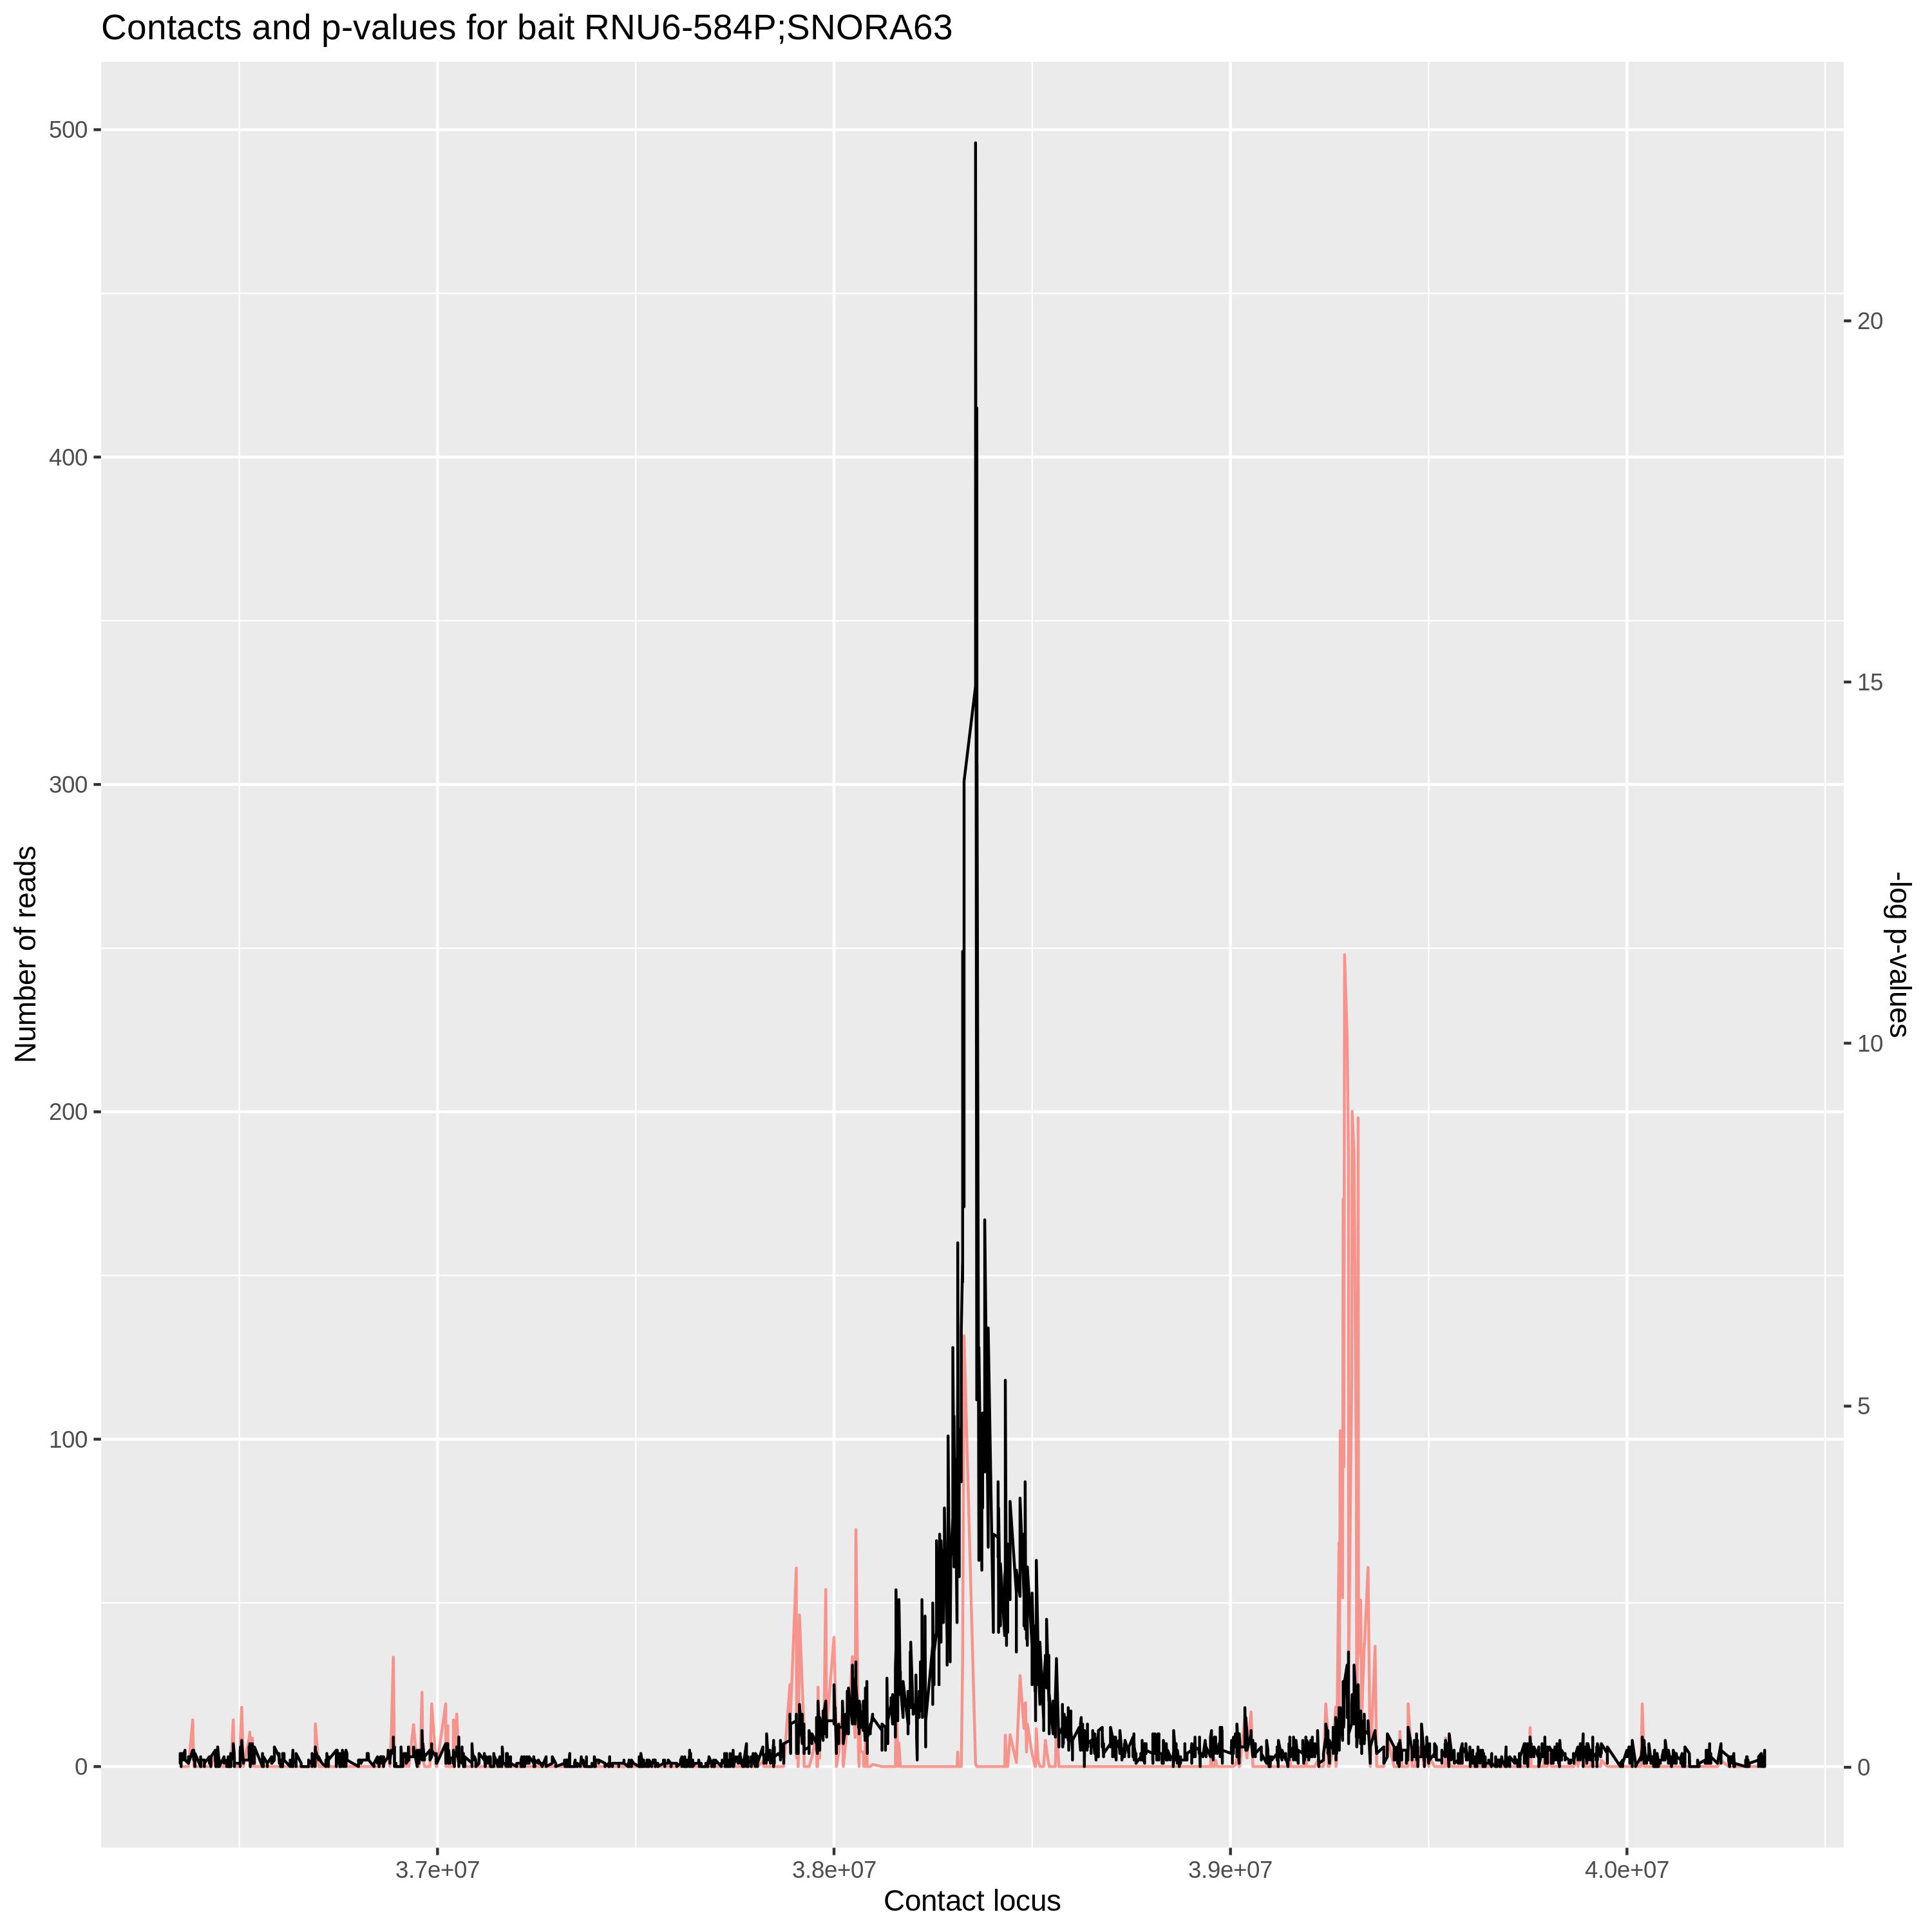 Contacts and p-values for bait RNU6-584P;SNORA63
500
400
300
200
100
0
Number of reads
20
15
10
5
0
-log p-values
3.7e+07
3.8e+07
3.9e+07
4.0e+07
Contact locus